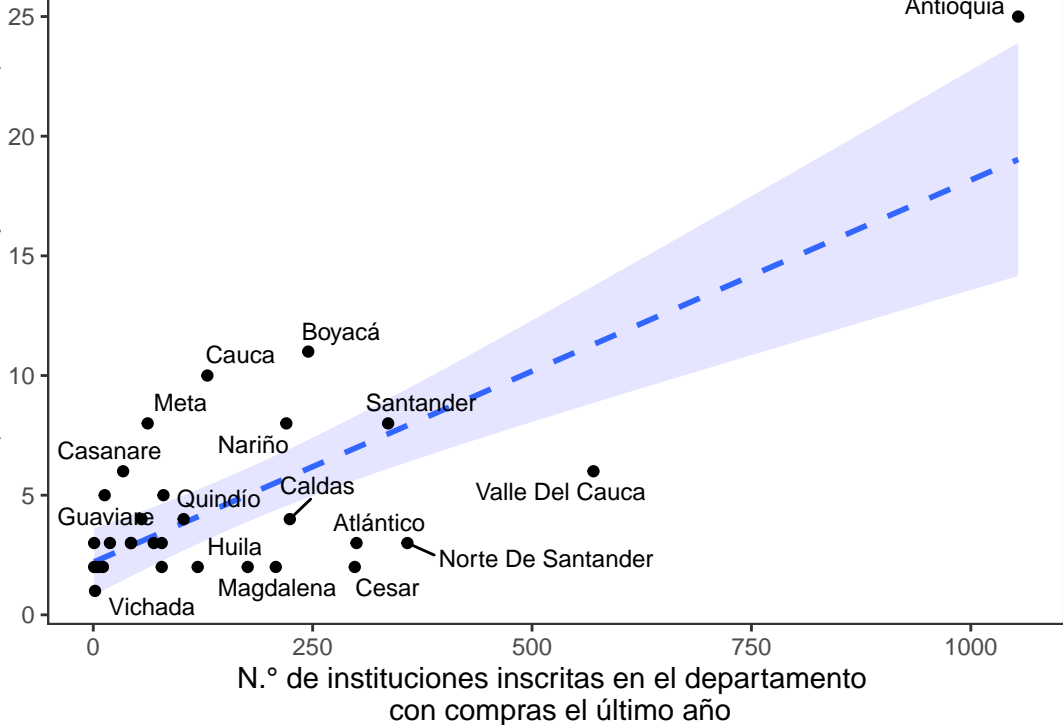 Antioquia
25
20
15
Boyacá
Cauca
10
Meta
Santander
Nariño
Casanare
Caldas
Valle Del Cauca
5
Quindío
Guaviare
Atlántico
Huila
Norte De Santander
Magdalena
Cesar
Vichada
0
0 250 500 750 1000
N.° de instituciones inscritas en el departamento
con compras el último año